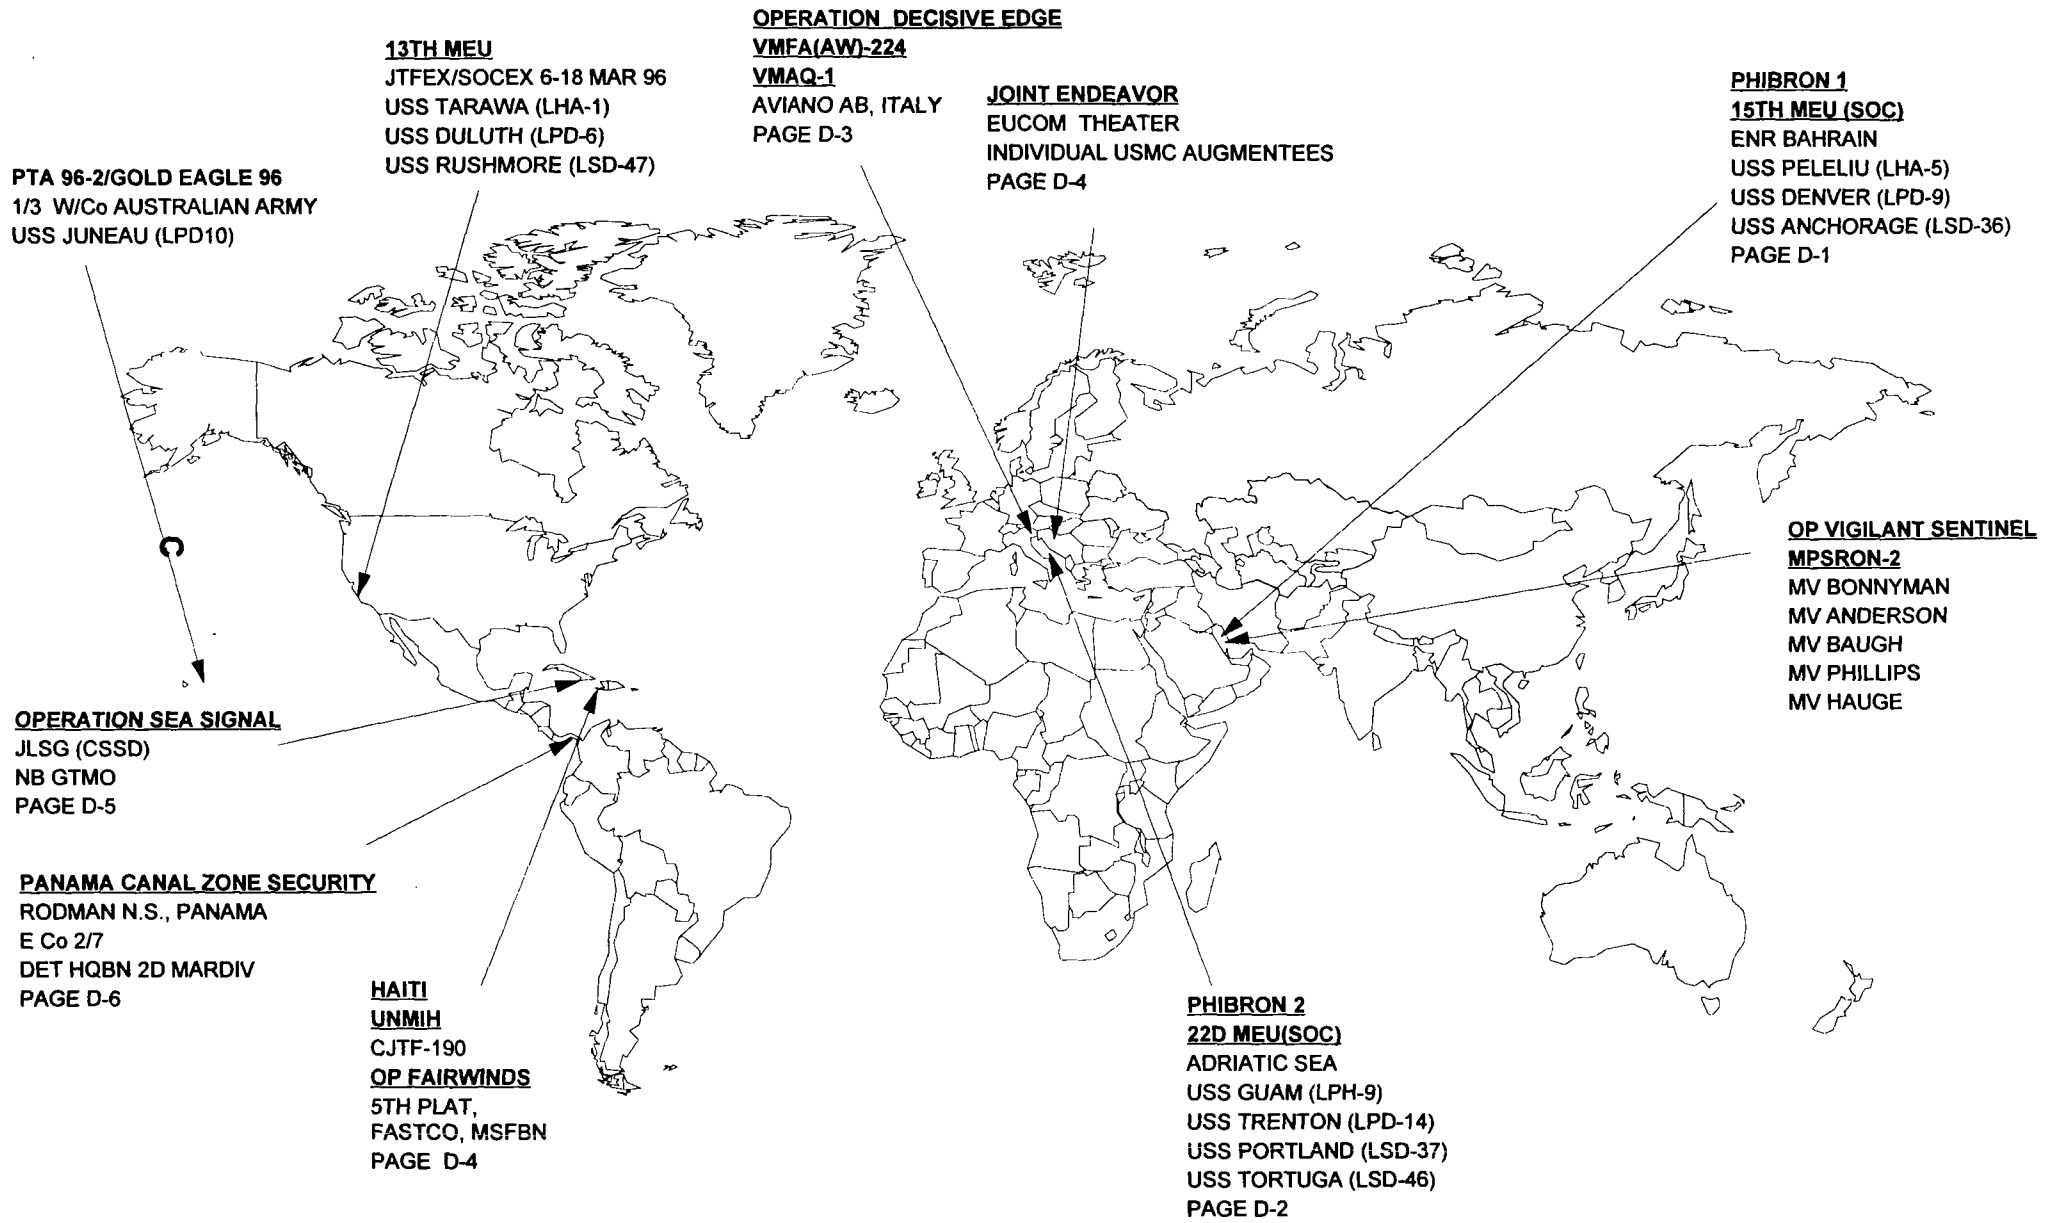 OPERATION DECISIVE EDGE
VMFA(AW)-224
VMAQ-1
AVIANO AB, ITALY
PAGE D-3
13TH MEU
JTFEX/SOCEX 6-18 MAR 96
USS TARAWA (LHA-1)
USS DULUTH (LPD-6)
USS RUSHMORE (LSD-47)
JOINT ENDEAVOR
EUCOM THEATER
INDIVIDUAL USMC AUGMENTEES
PAGE D-4
PHIBRON 1
15TH MEU (SOC)
ENR BAHRAIN
USS PELELIU (LHA-5)
USS DENVER (LPD-9)
USS ANCHORAGE (LSD-36)
PAGE D-1
PTA 96-2/GOLD EAGLE 96
1/3 W/Co AUSTRALIAN ARMY
USS JUNEAU (LPD10)
C
OP VIGILANT SENTINEL
MPSRON-2
MV BONNYMAN
MV ANDERSON
MV BAUGH
MV PHILLIPS
MV HAUGE
OPERATION SEA SIGNAL
JLSG (CSSD)
NB GTMO
PAGE D-5
PANAMA CANAL ZONE SECURITY
RODMAN N.S., PANAMA
E Co 2/7
DET HQBN 2D MARDIV
PAGE D-6
HAITI
UNMIH
CJTF-190
OP FAIRWINDS
5TH PLAT,
FASTCO, MSFBN
PAGE D-4
PHIBRON 2
22D MEU(SOC)
ADRIATIC SEA
USS GUAM (LPH-9)
USS TRENTON (LPD-14)
USS PORTLAND (LSD-37)
USS TORTUGA (LSD-46)
PAGE D-2